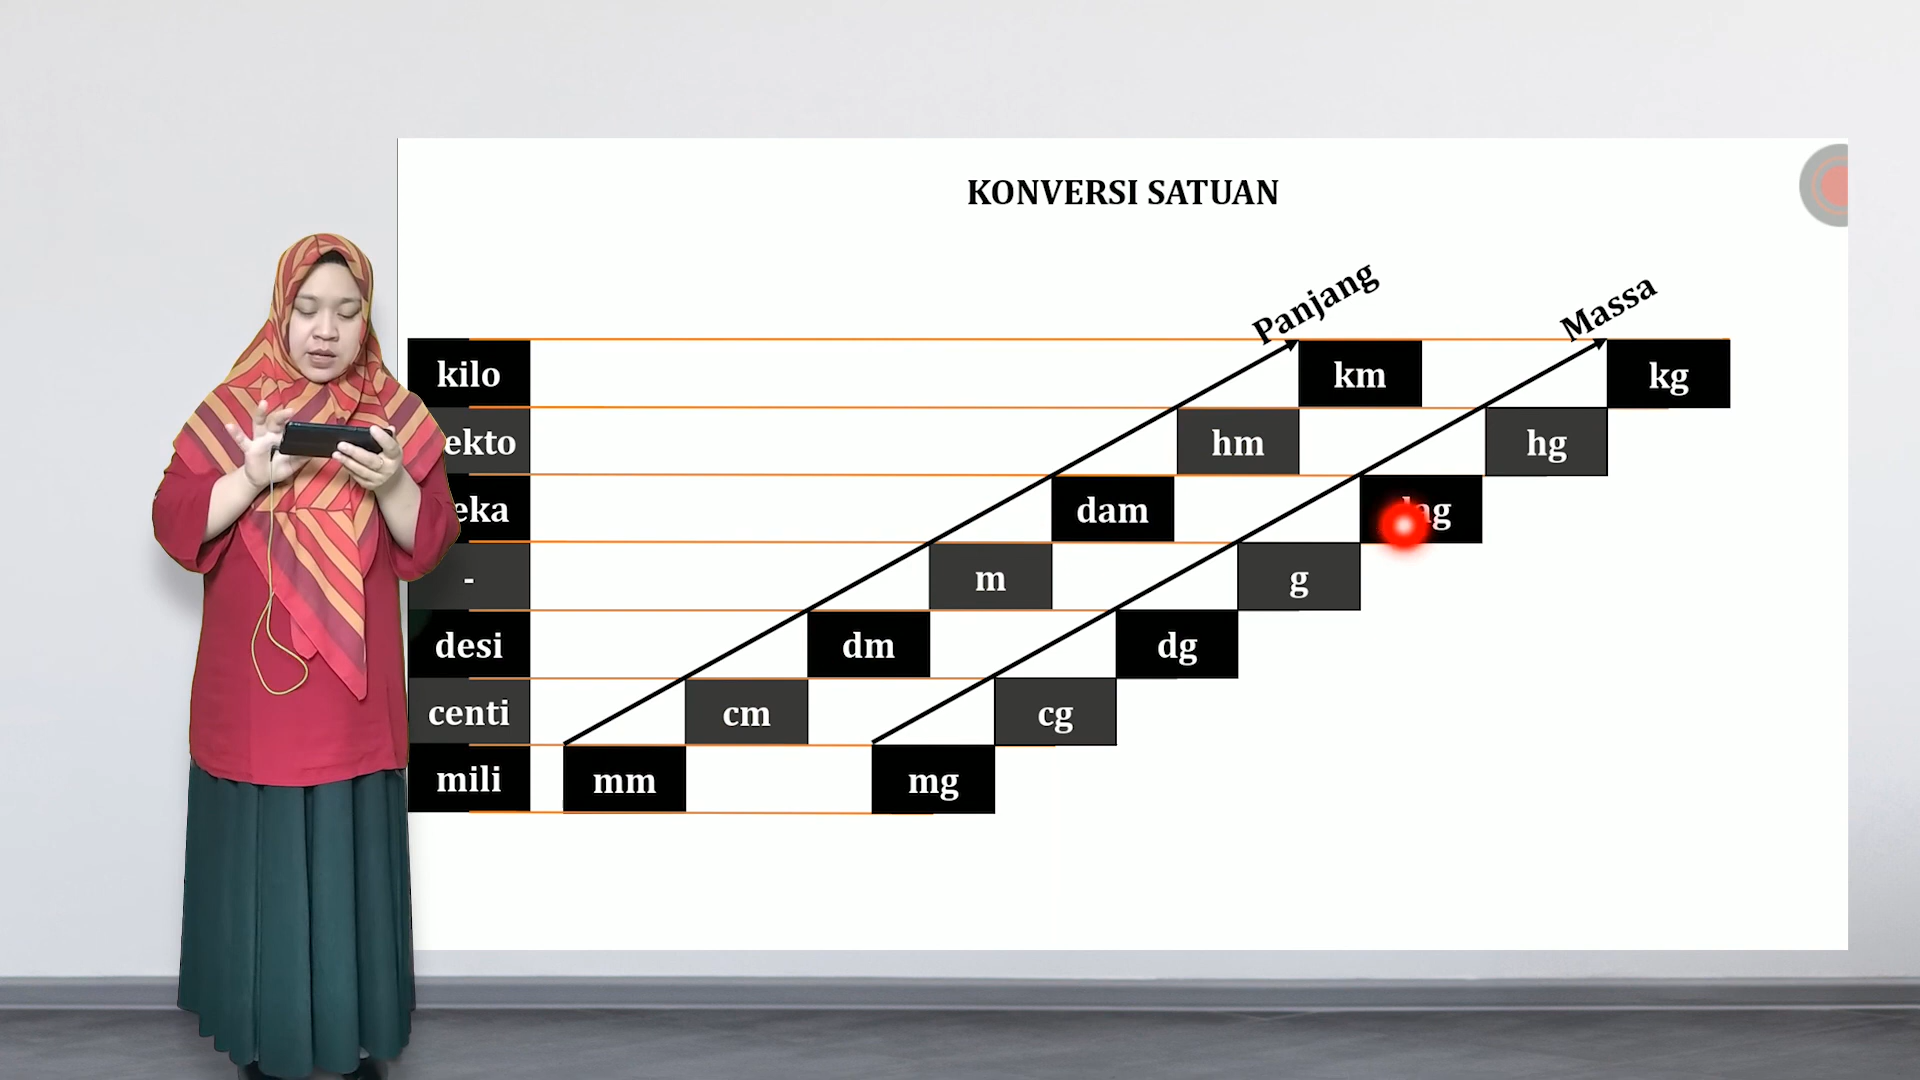 KONVERSI SATUAN
Panjang
Massa
kilo
km
kg
ekto
hm
hg
eka
dam
-
m
g
desi
dm
dg
centi
cm
cg
mili
mm
mg